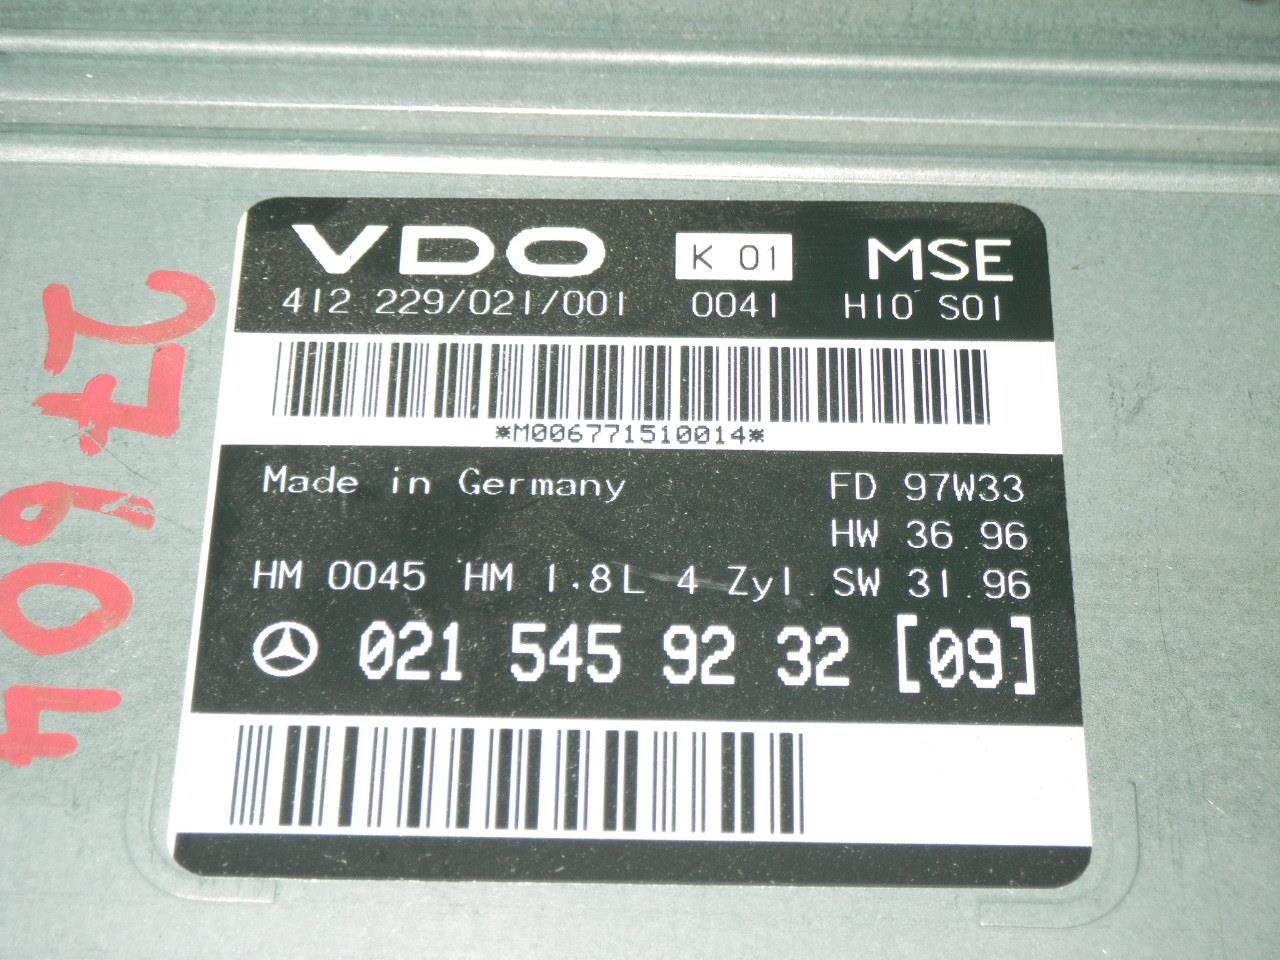 VDO K 01 MSE
412 229/021/001 0041 H10 S01
*M006771510014*
Made in Germany FD 97W33
HW 36 96
HM 0045 HM 1.8L 4 Zyl SW 31 96
021 545 92 32 [09]
27604